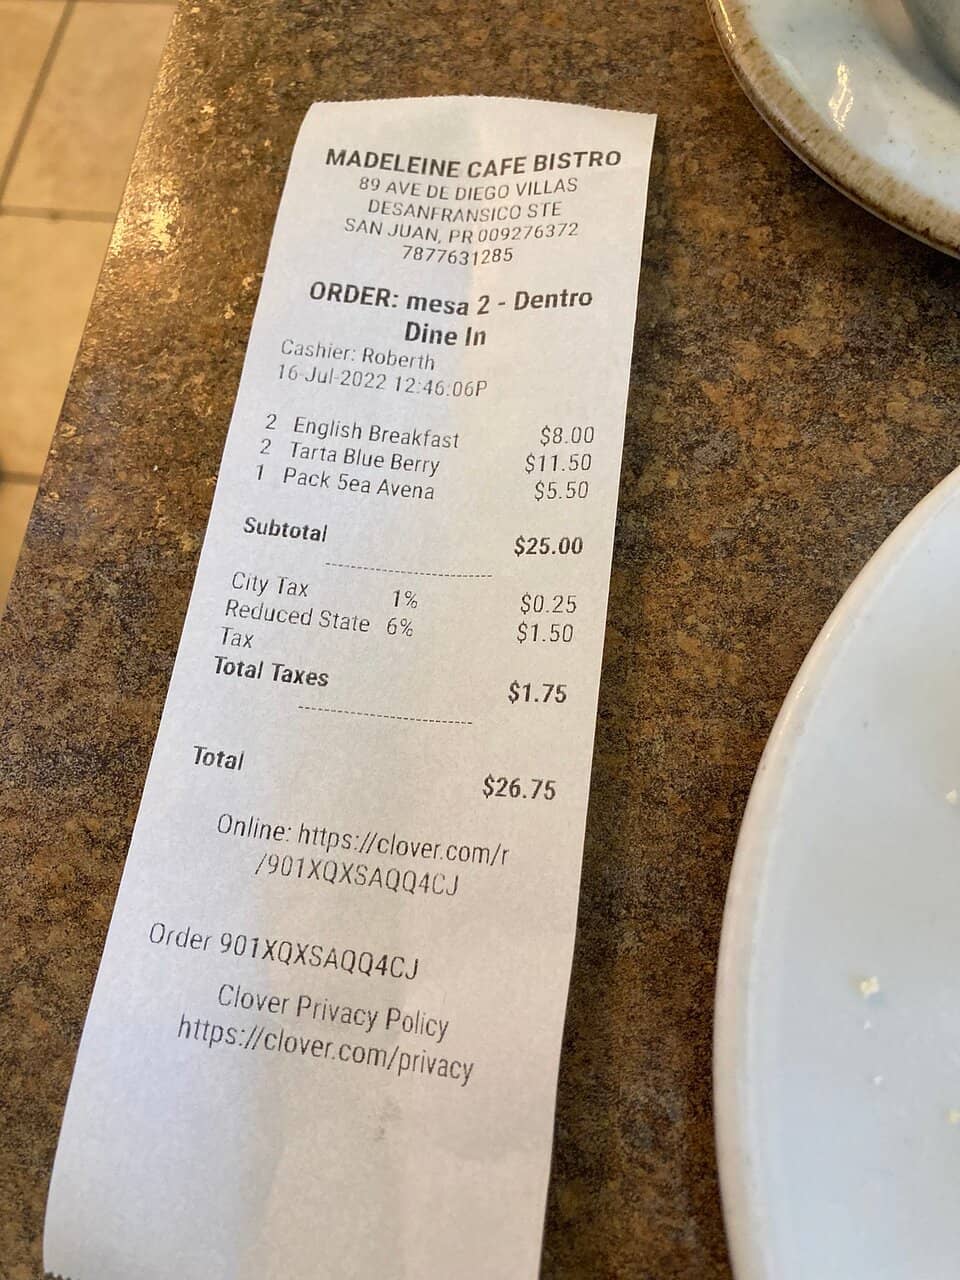 MADELEINE CAFE BISTRO
89 AVE DE DIEGO VILLAS
DESANFRANSICO STE
SAN JUAN, PR 009276372
7877631285
ORDER: mesa 2 - Dentro
Dine In
Cashier: Roberth
16-Jul-2022 12:46:06P
2 English Breakfast $8.00
2 Tarta Blue Berry $11.50
1 Pack 5ea Avena $5.50
Subtotal $25.00
City Tax 1% $0.25
Reduced State 6% $1.50
Tax
Total Taxes $1.75
Total $26.75
Online: https://clover.com/r
/901XQXSAQQ4CJ
Order 901XQXSAQQ4CJ
Clover Privacy Policy
https://clover.com/privacy